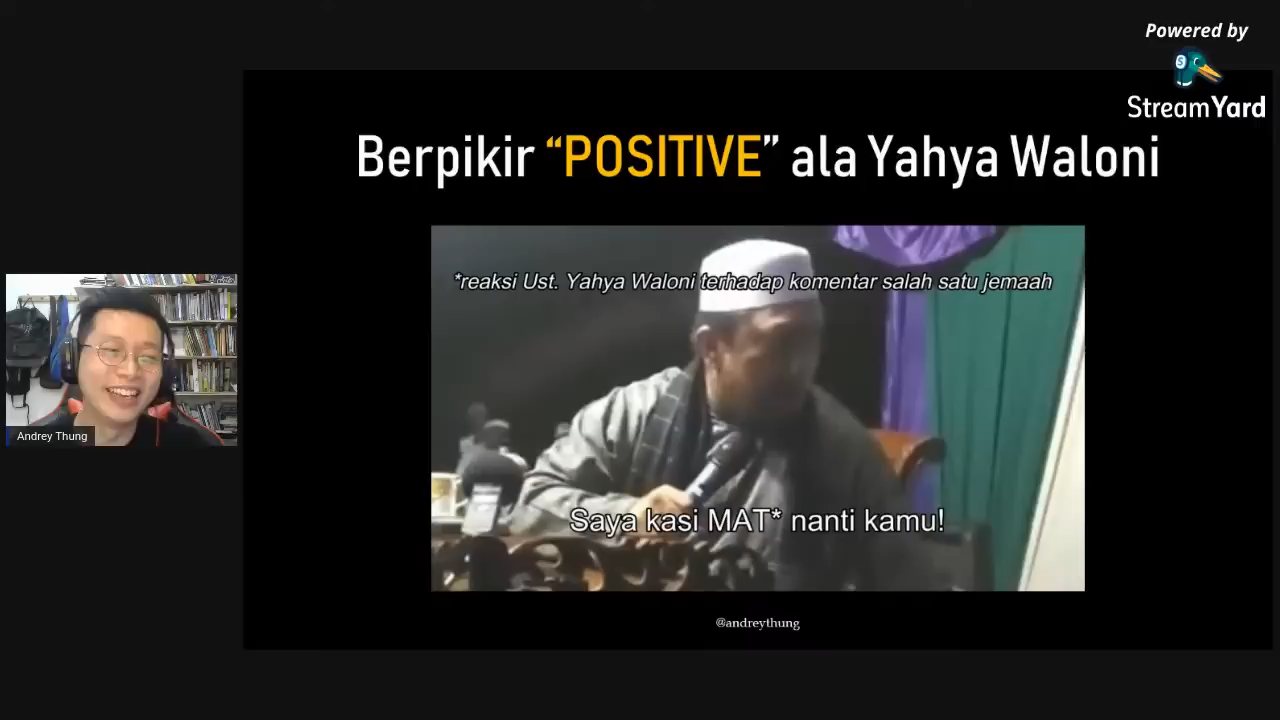 Powered by
StreamYard
Berpikir “POSITIVE” ala Yahya Waloni
*reaksi Ust. Yahya Waloni terhadap komentar salah satu jemaah
Saya kasi MAT* nanti kamu!
Andrey Thung
@andreythung